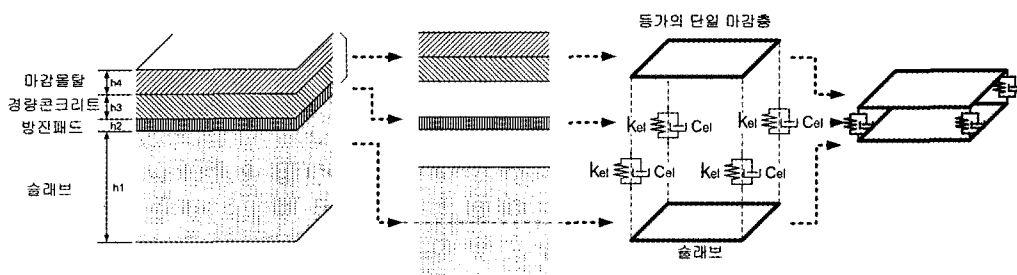 등가의 단일 마감층
마감몰탈 h4
경량콘크리트 h3
방진패드 h2
슬래브 h1
Kel Cel
Kel Cel
Kel Cel
Kel Cel
슬래브